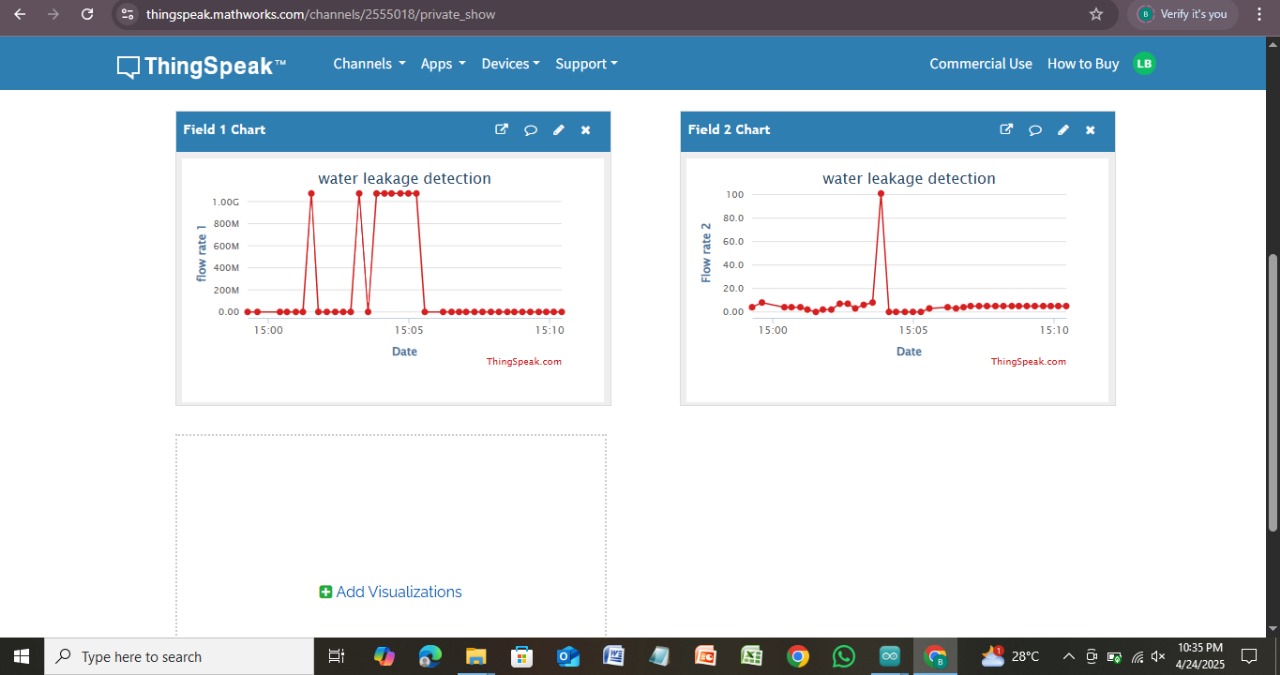 thingspeak.mathworks.com/channels/2555018/private_show
B Verify it's you
ThingSpeak™ Channels Apps Devices Support Commercial Use How to Buy LB
Field 1 Chart
water leakage detection
flow rate 1
1.00G
800M
600M
400M
200M
0.00
15:00 15:05 15:10
Date
ThingSpeak.com
Field 2 Chart
water leakage detection
Flow rate 2
100
80.0
60.0
40.0
20.0
0.00
15:00 15:05 15:10
Date
ThingSpeak.com
Add Visualizations
Type here to search
1
28°C
10:35 PM
4/24/2025